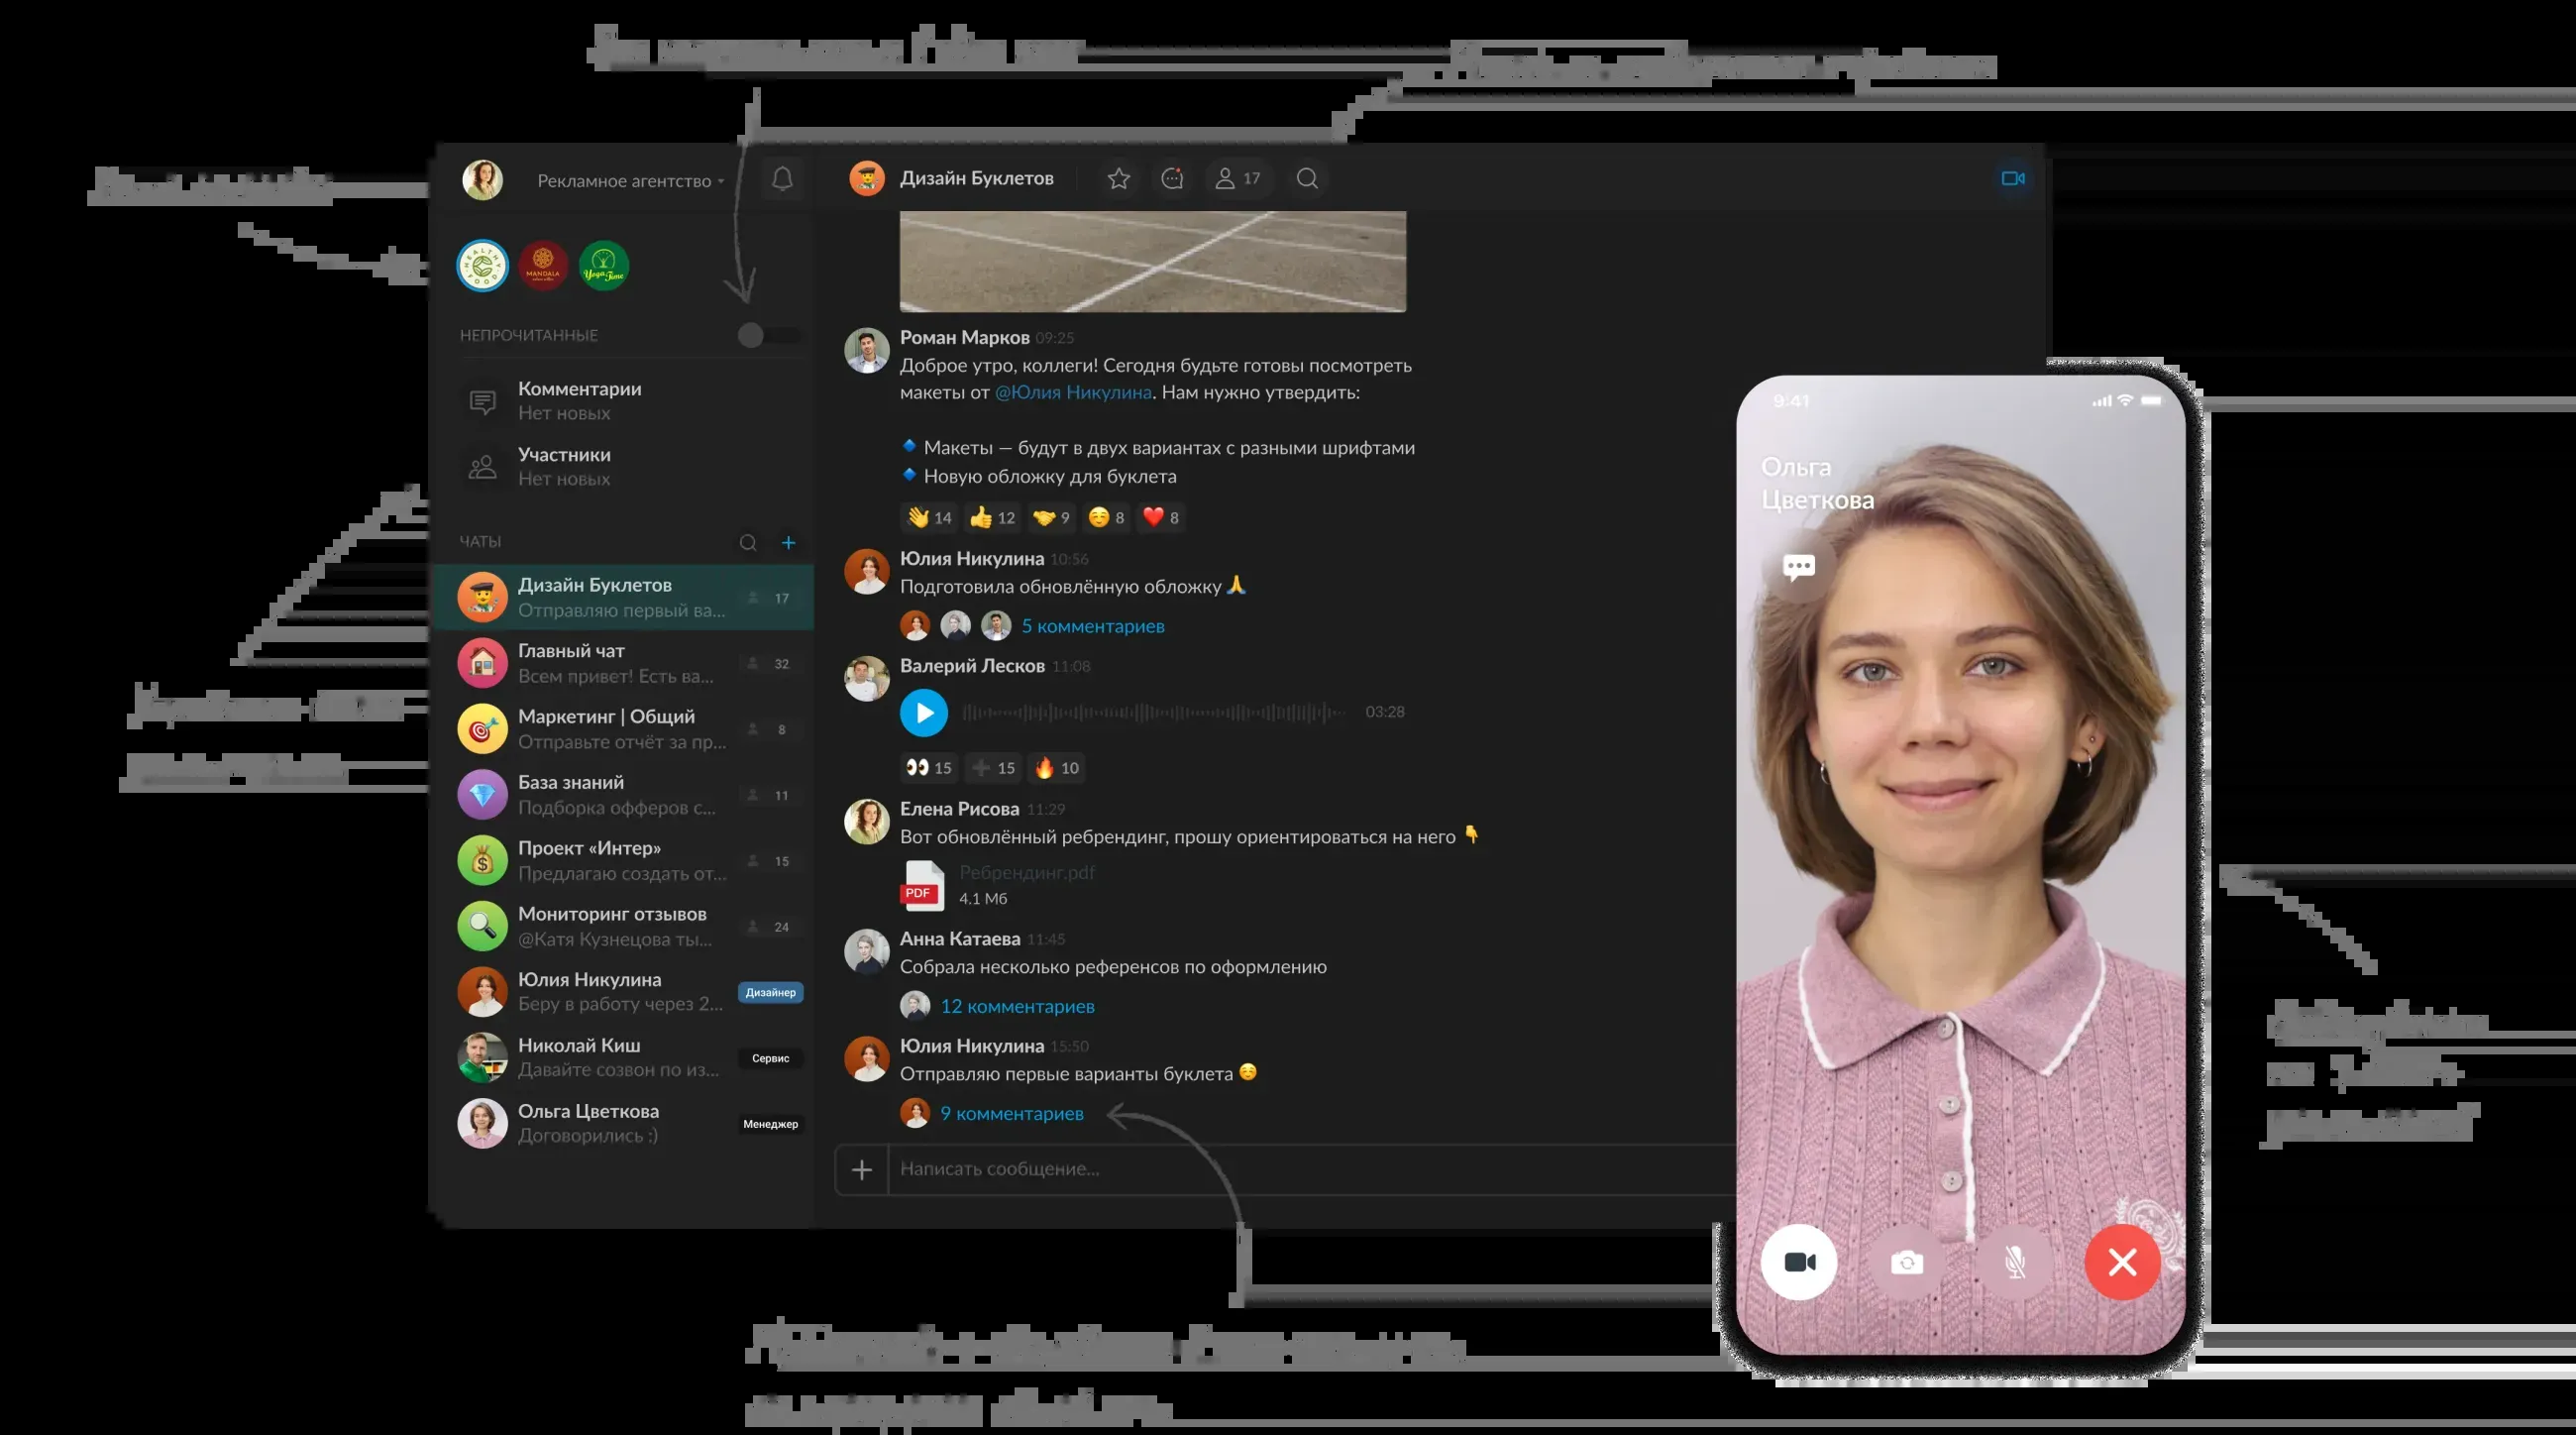 Рекламное агентство
HEALTHY FOOD
MANDALA
Yoga Time
НЕПРОЧИТАННЫЕ
Комментарии
Нет новых
Участники
Нет новых
ЧАТЫ
Дизайн Буклетов
Отправляю первый ва...
17
Главный чат
Всем привет! Есть ва...
32
Маркетинг | Общий
Отправьте отчёт за пр...
8
База знаний
Подборка офферов с...
11
Проект «Интер»
Предлагаю создать от...
15
Мониторинг отзывов
@Катя Кузнецова ты...
24
Юлия Никулина
Беру в работу через 2...
Дизайнер
Николай Киш
Давайте созвон по из...
Сервис
Ольга Цветкова
Договорились :)
Менеджер
Дизайн Буклетов
17
Роман Марков 09:25
Доброе утро, коллеги! Сегодня будьте готовы посмотреть
макеты от @Юлия Никулина. Нам нужно утвердить:
🔹 Макеты — будут в двух вариантах с разными шрифтами
🔹 Новую обложку для буклета
👋 14 👍 12 🤝 9 ☺️ 8 ❤️ 8
Юлия Никулина 10:56
Подготовила обновлённую обложку 🙏
5 комментариев
Валерий Лесков 11:08
03:28
👀 15 ➕ 15 🔥 10
Елена Рисова 11:29
Вот обновлённый ребрендинг, прошу ориентироваться на него 👇
Ребрендинг.pdf
PDF
4.1 Мб
Анна Катаева 11:45
Собрала несколько референсов по оформлению
12 комментариев
Юлия Никулина 15:50
Отправляю первые варианты буклета ☺️
9 комментариев
Написать сообщение...
9:41
Ольга
Цветкова